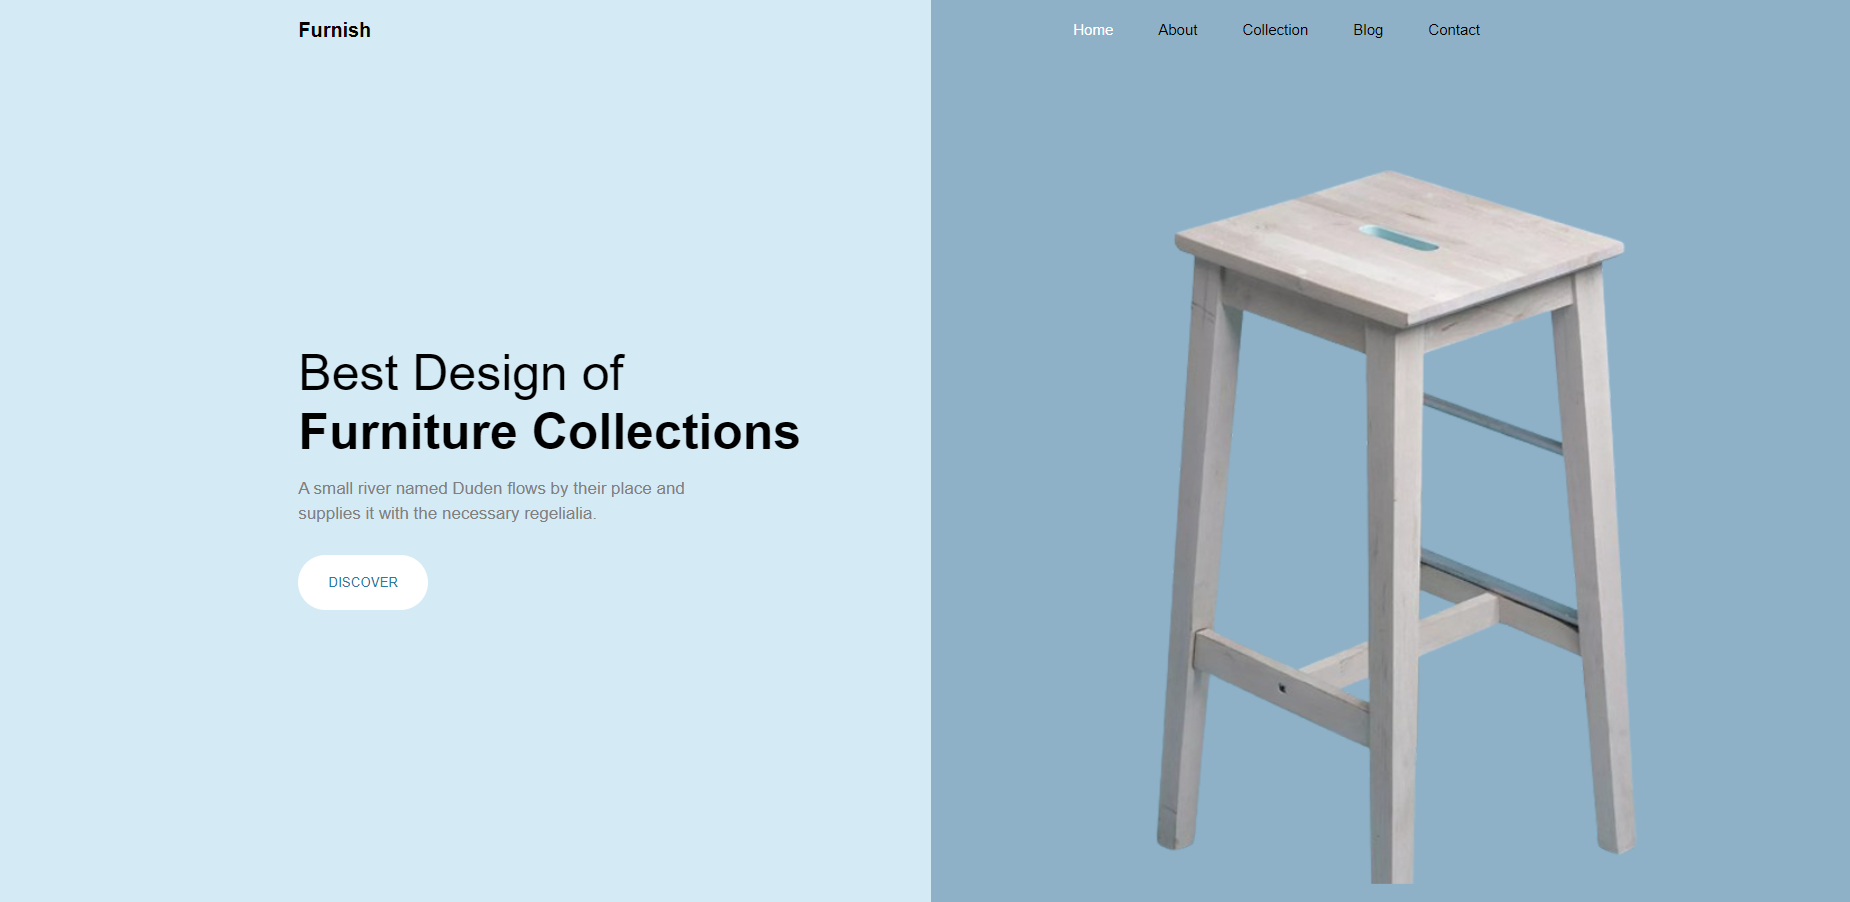 Furnish
Home About Collection Blog Contact
Best Design of
Furniture Collections
A small river named Duden flows by their place and
supplies it with the necessary regelialia.
DISCOVER